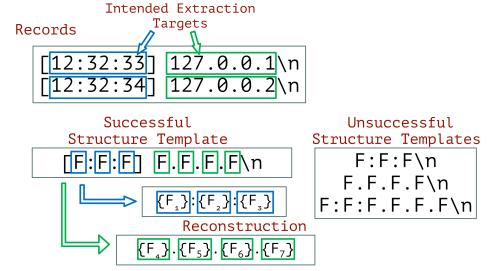 Intended Extraction
Targets
Records
[12:32:33] 127.0.0.1\n
[12:32:34] 127.0.0.2\n
Successful
Structure Template
[F:F:F] F.F.F.F\n
{F₁}:{F₂}:{F₃}
Reconstruction
{F₄}.{F₅}.{F₆}.{F₇}
Unsuccessful
Structure Templates
F:F:F\n
F.F.F.F\n
F:F:F.F.F.F\n